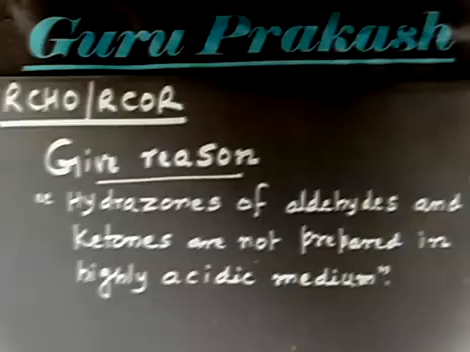 Guru Prakash
RCHO/RCOR
Give reason
"Hydrazones of aldehydes and
Ketones are not prepared in
highly acidic medium".